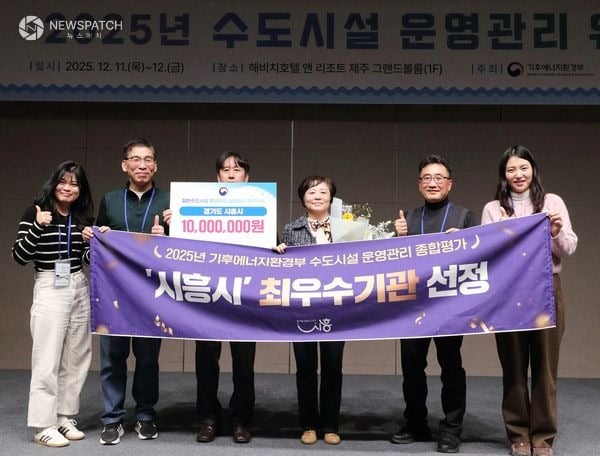 NEWSPATCH
뉴스패치
2025년 수도시설 운영관리 우
|일시| 2025. 12. 11.(목)~12.(금) |장소| 해비치호텔 앤 리조트 제주 그랜드볼룸(1F) |주최| 기후에너지환경부
경기도 시흥시
10,000,000원
2025년 기후에너지환경부 수도시설 운영관리 종합평가
'시흥시' 최우수기관 선정
시흥